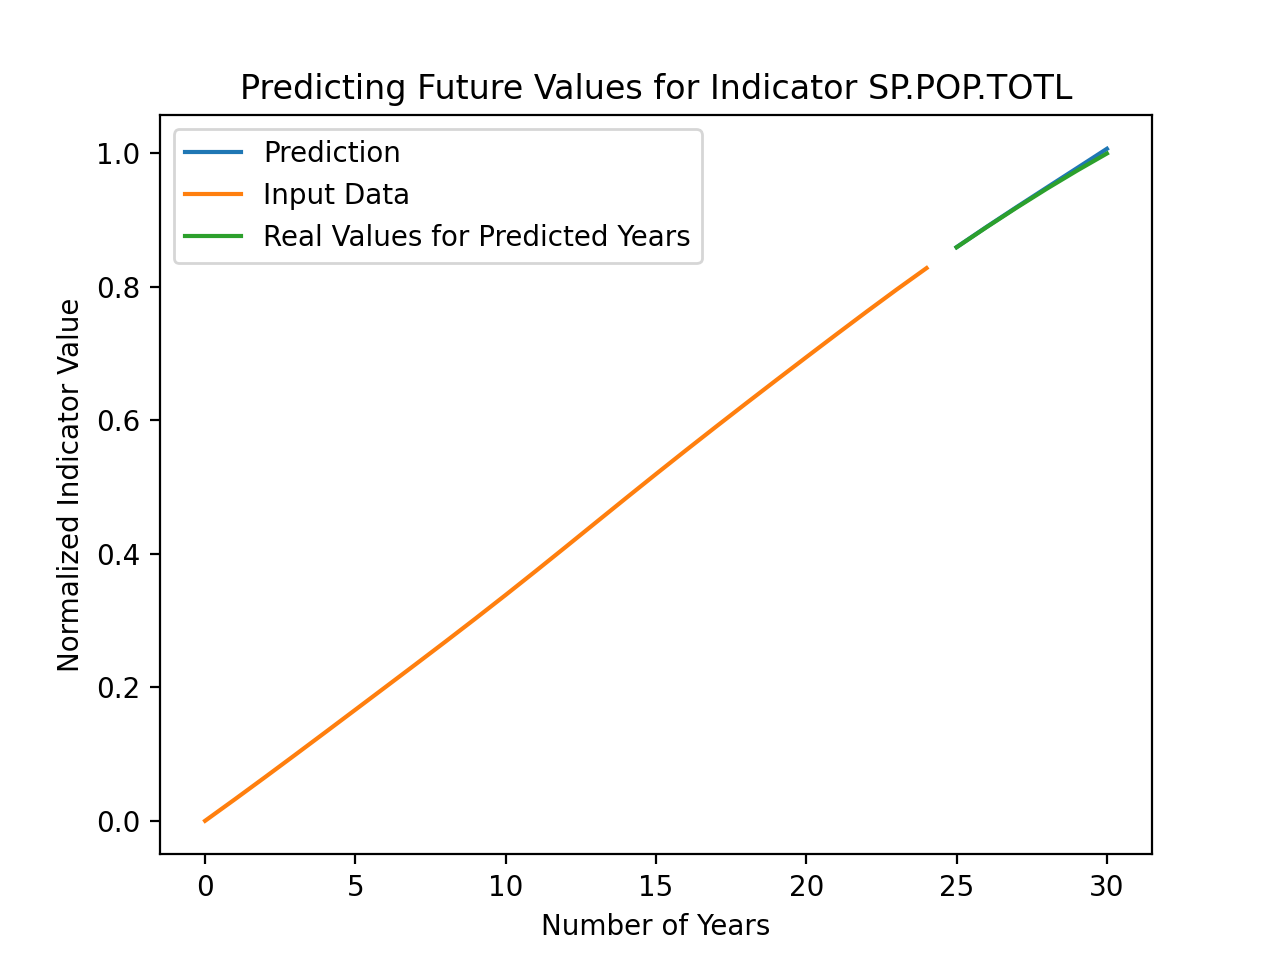 Predicting Future Values for Indicator SP.POP.TOTL
Prediction
Input Data
Real Values for Predicted Years
Normalized Indicator Value
1.0
0.8
0.6
0.4
0.2
0.0
0 5 10 15 20 25 30
Number of Years